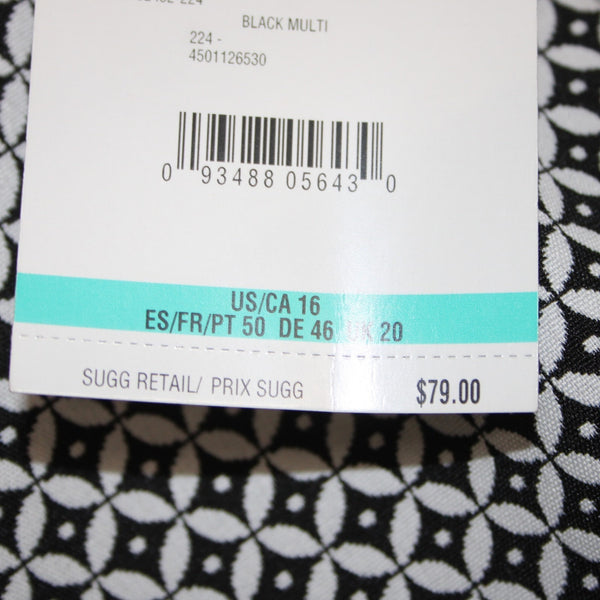 BLACK MULTI
224 -
4501126530
0 93488 05643 0
US/CA 16
ES/FR/PT 50 DE 46 UK 20
SUGG RETAIL/ PRIX SUGG $79.00